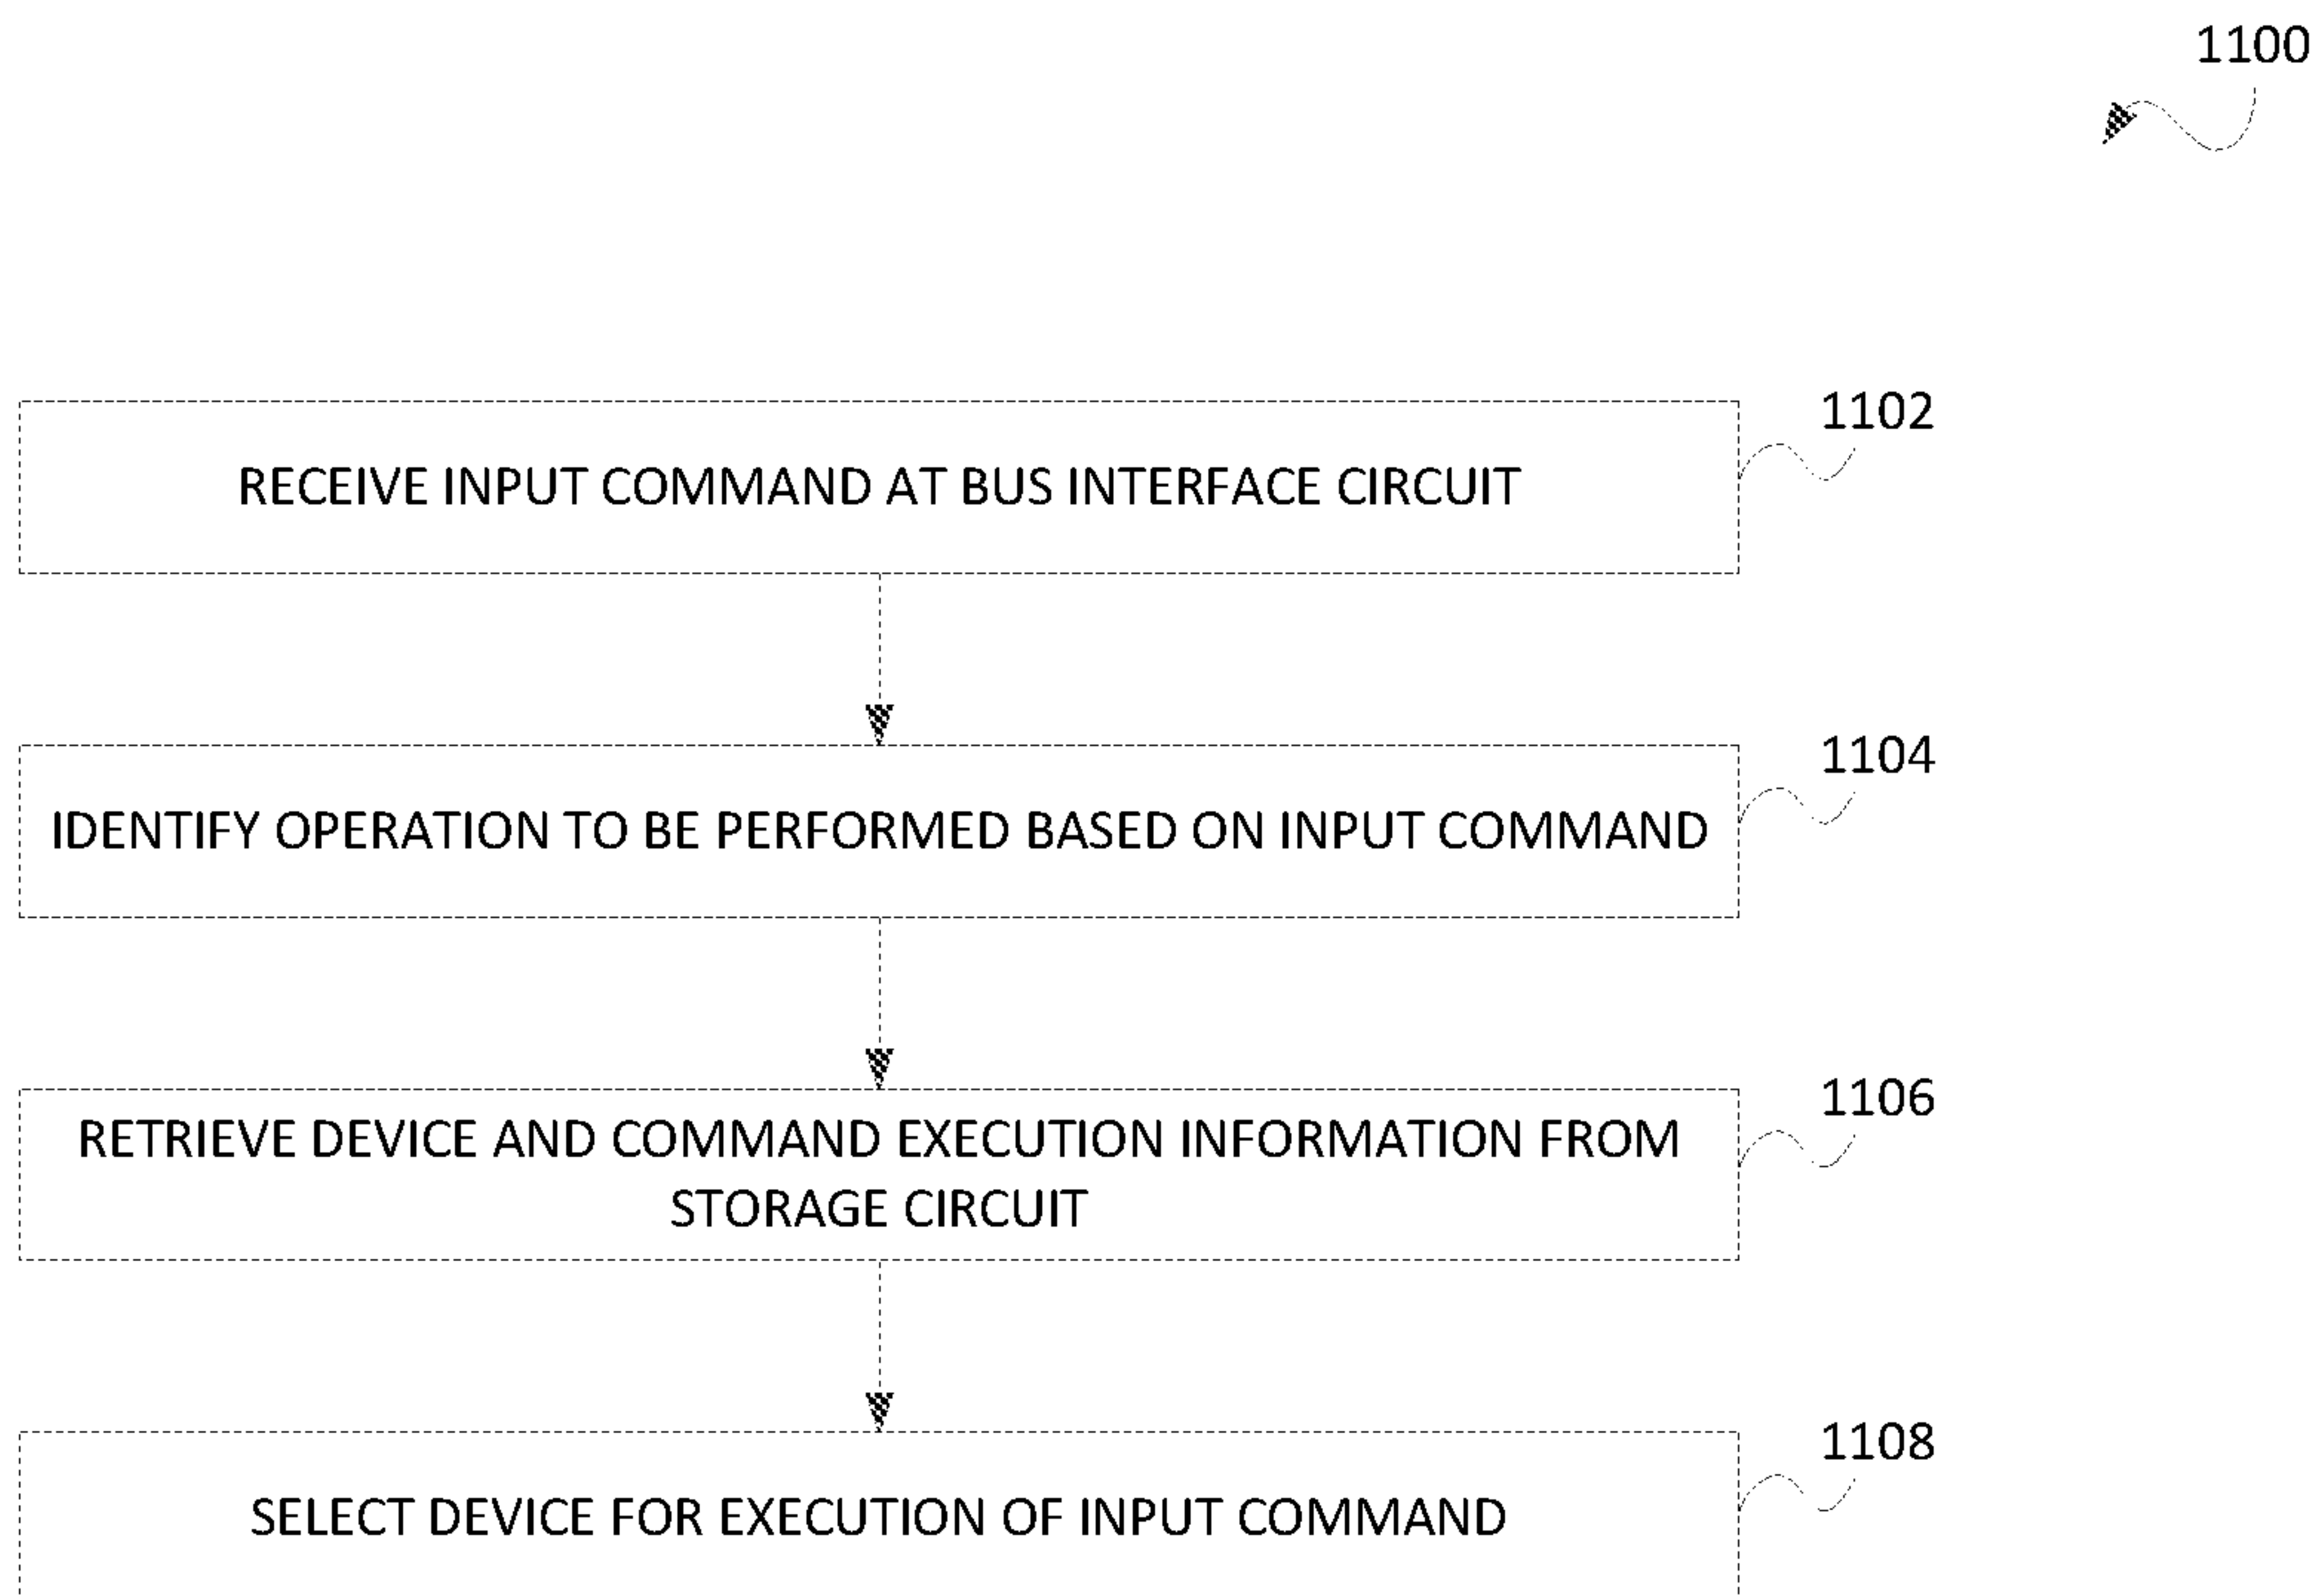 1100
1102
RECEIVE INPUT COMMAND AT BUS INTERFACE CIRCUIT
1104
IDENTIFY OPERATION TO BE PERFORMED BASED ON INPUT COMMAND
1106
RETRIEVE DEVICE AND COMMAND EXECUTION INFORMATION FROM
STORAGE CIRCUIT
1108
SELECT DEVICE FOR EXECUTION OF INPUT COMMAND